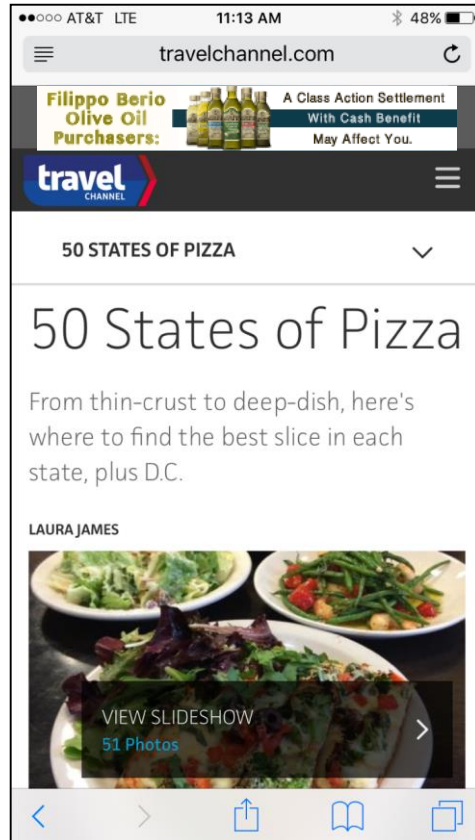 AT&T LTE 11:13 AM 48%
travelchannel.com
Filippo Berio
Olive Oil
Purchasers:
A Class Action Settlement
With Cash Benefit
May Affect You.
travel
CHANNEL
50 STATES OF PIZZA
50 States of Pizza
From thin-crust to deep-dish, here's
where to find the best slice in each
state, plus D.C.
LAURA JAMES
VIEW SLIDESHOW
51 Photos